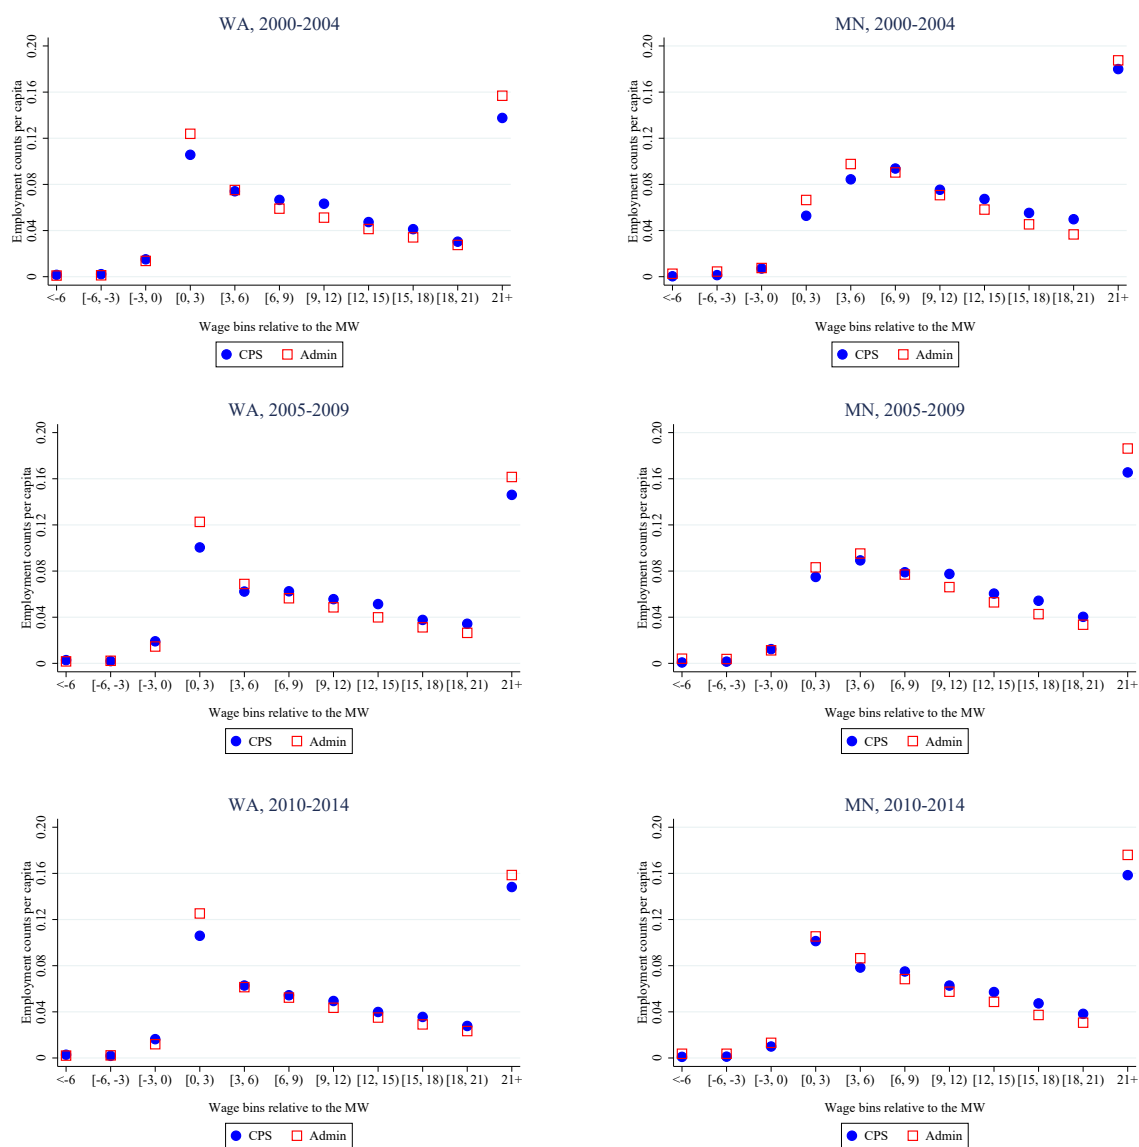 WA, 2000-2004
Employment counts per capita
0.20
0.16
0.12
0.08
0.04
0
<-6 [-6, -3) [-3, 0) [0, 3) [3, 6) [6, 9) [9, 12) [12, 15) [15, 18) [18, 21) 21+
Wage bins relative to the MW
CPS Admin
MN, 2000-2004
Employment counts per capita
0.20
0.16
0.12
0.08
0.04
0
<-6 [-6, -3) [-3, 0) [0, 3) [3, 6) [6, 9) [9, 12) [12, 15) [15, 18) [18, 21) 21+
Wage bins relative to the MW
CPS Admin
WA, 2005-2009
Employment counts per capita
0.20
0.16
0.12
0.08
0.04
0
<-6 [-6, -3) [-3, 0) [0, 3) [3, 6) [6, 9) [9, 12) [12, 15) [15, 18) [18, 21) 21+
Wage bins relative to the MW
CPS Admin
MN, 2005-2009
Employment counts per capita
0.20
0.16
0.12
0.08
0.04
0
<-6 [-6, -3) [-3, 0) [0, 3) [3, 6) [6, 9) [9, 12) [12, 15) [15, 18) [18, 21) 21+
Wage bins relative to the MW
CPS Admin
WA, 2010-2014
Employment counts per capita
0.20
0.16
0.12
0.08
0.04
0
<-6 [-6, -3) [-3, 0) [0, 3) [3, 6) [6, 9) [9, 12) [12, 15) [15, 18) [18, 21) 21+
Wage bins relative to the MW
CPS Admin
MN, 2010-2014
Employment counts per capita
0.20
0.16
0.12
0.08
0.04
0
<-6 [-6, -3) [-3, 0) [0, 3) [3, 6) [6, 9) [9, 12) [12, 15) [15, 18) [18, 21) 21+
Wage bins relative to the MW
CPS Admin